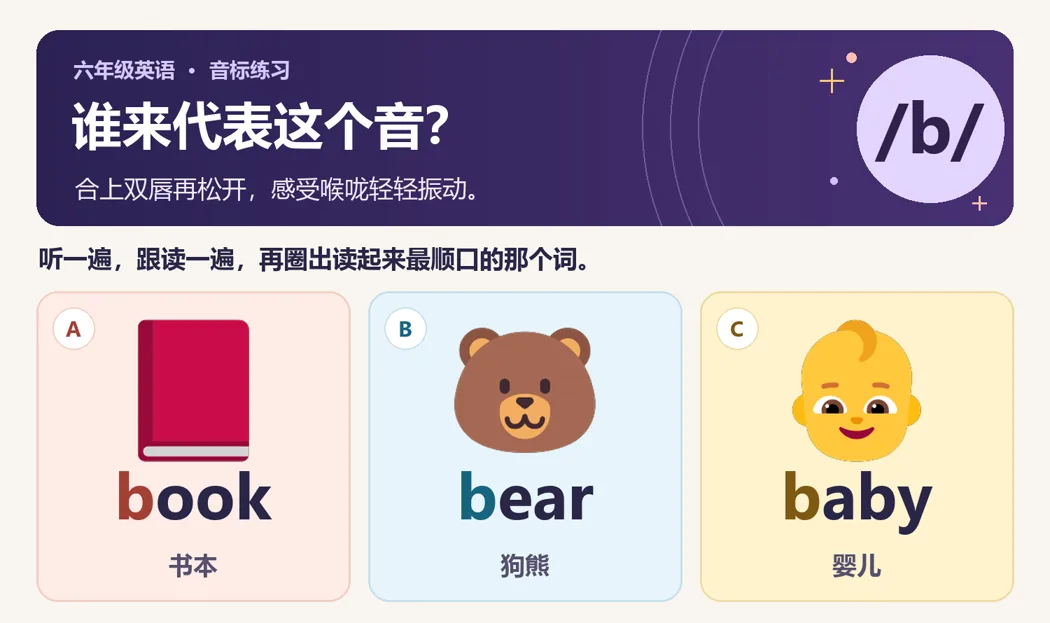 六年级英语 · 音标练习
谁来代表这个音？
合上双唇再松开，感受喉咙轻轻振动。
/b/
听一遍，跟读一遍，再圈出读起来最顺口的那个词。
A
book
书本
B
bear
狗熊
C
baby
婴儿